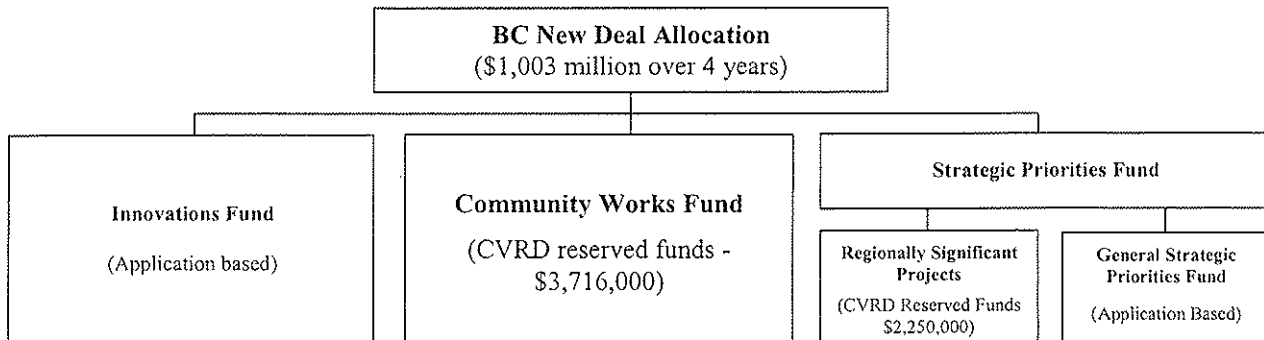 BC New Deal Allocation
($1,003 million over 4 years)
Innovations Fund
(Application based)
Community Works Fund
(CVRD reserved funds -
$3,716,000)
Strategic Priorities Fund
Regionally Significant
Projects
(CVRD Reserved Funds
$2,250,000)
General Strategic
Priorities Fund
(Application Based)